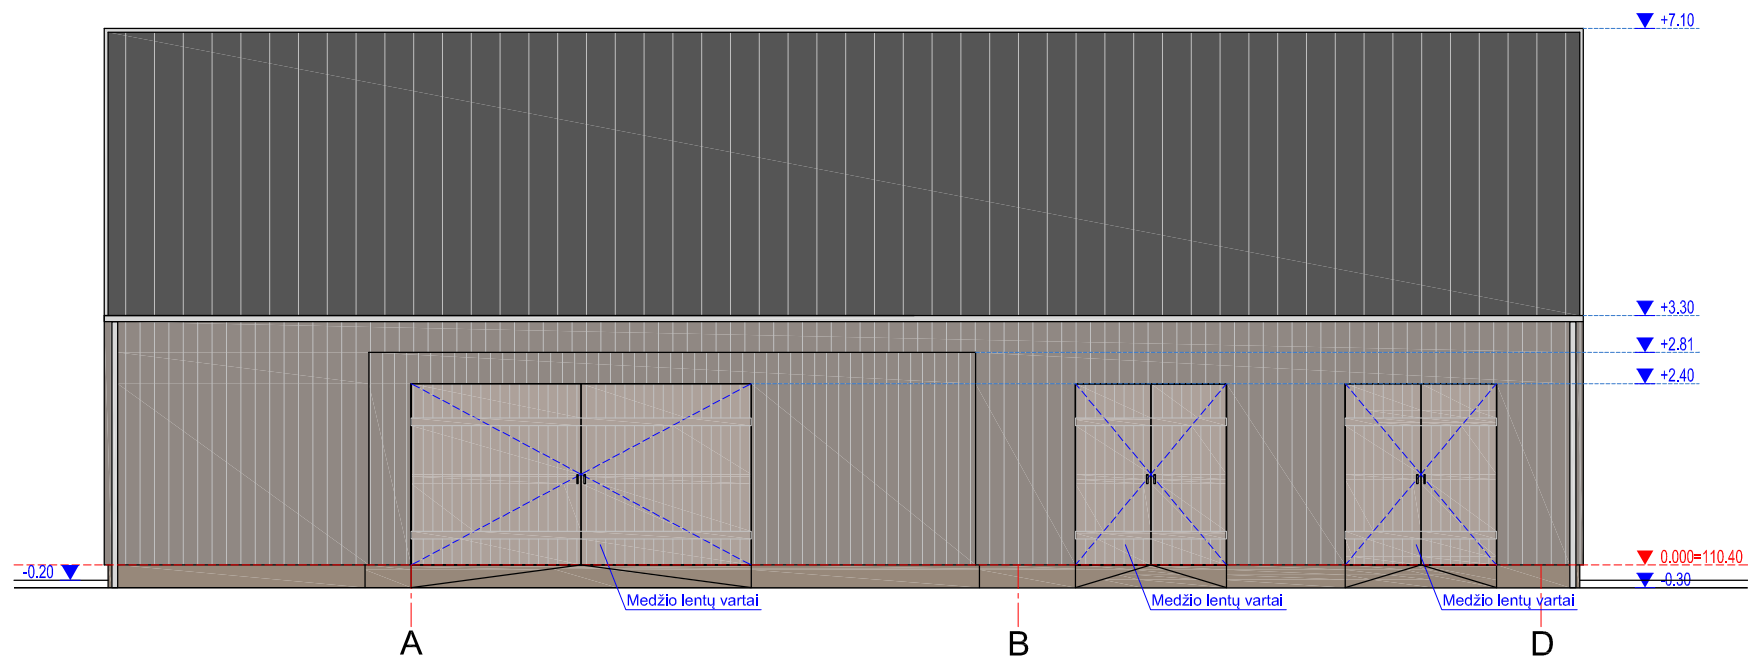 +7.10
+3.30
+2.81
+2.40
0.000=110.40
-0.20
-0.30
Medžio lentų vartai
Medžio lentų vartai
Medžio lentų vartai
A
B
D